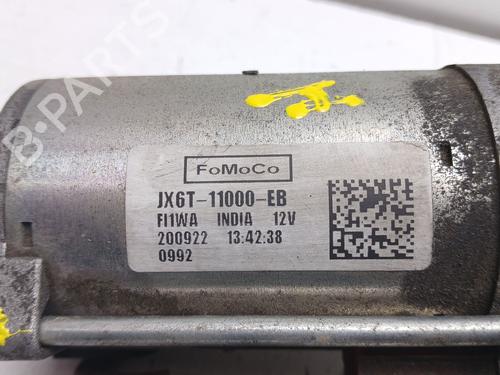 FoMoCo
JX6T-11000-EB
FI1WA INDIA 12V
200922 13:42:38
0992
B-PARTS